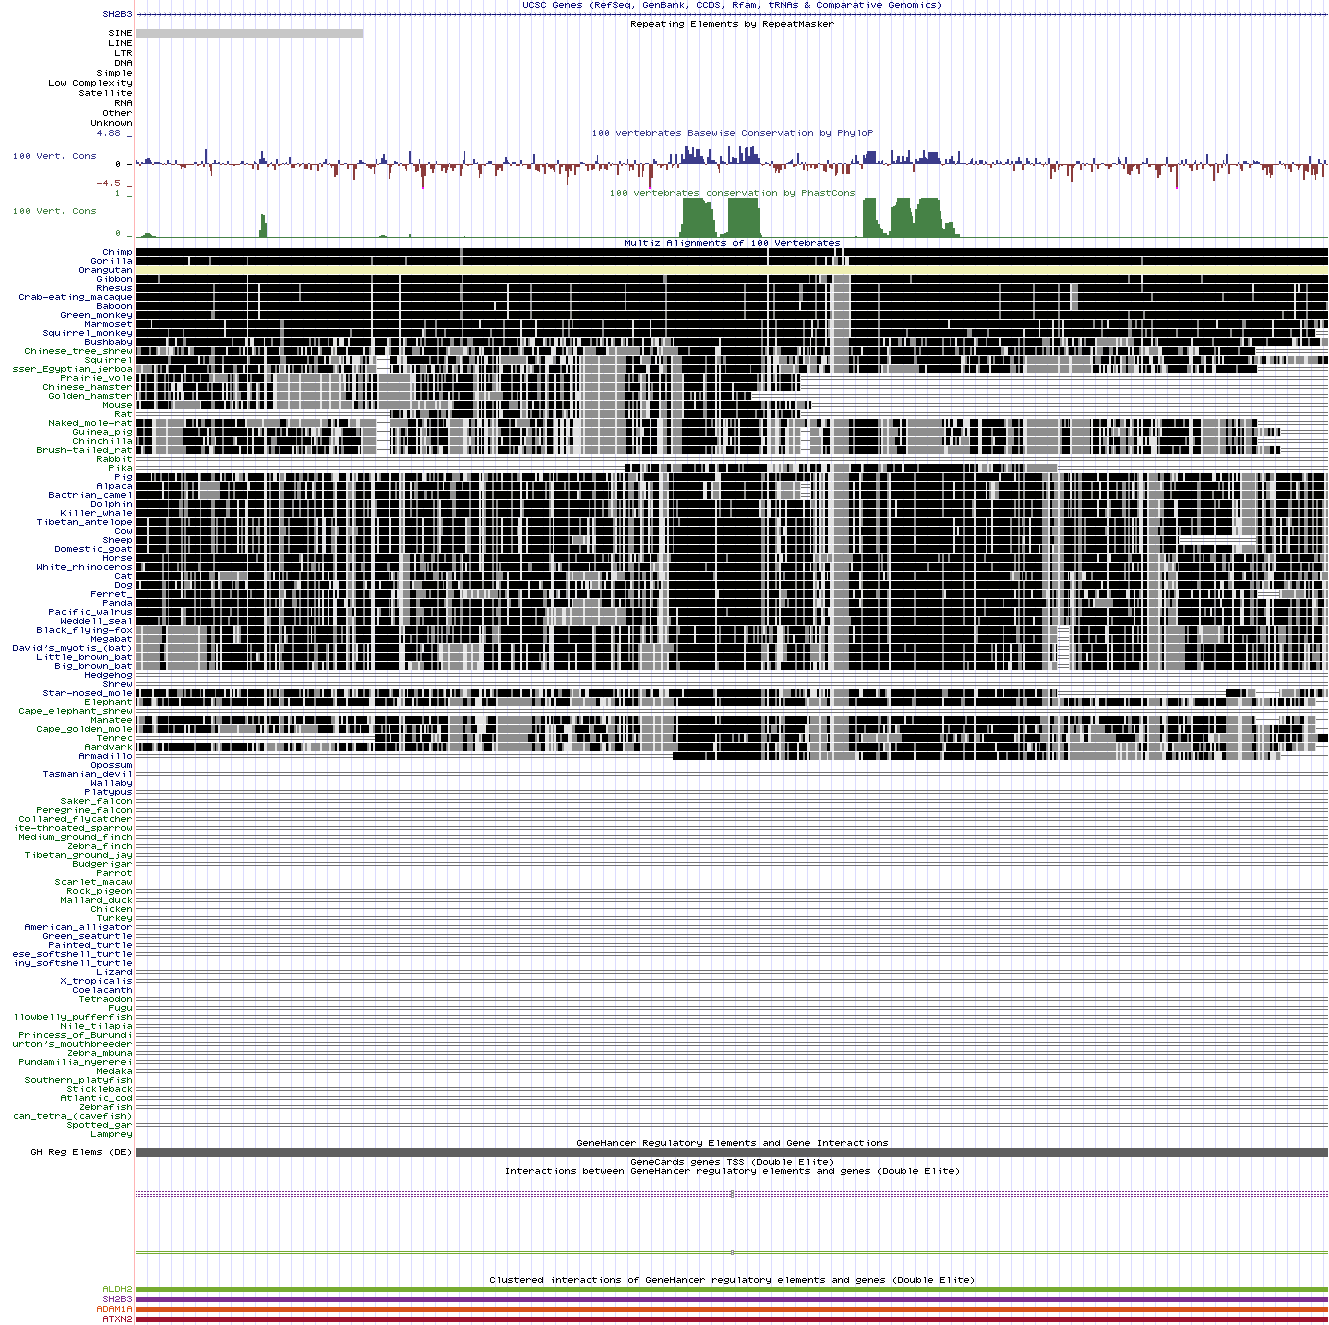 UCSC Genes (RefSeq, GenBank, CCDS, Rfam, tRNAs & Comparative Genomics)
SH2B3
Repeating Elements by RepeatMasker
SINE
LINE
LTR
DNA
Simple
Low Complexity
Satellite
RNA
Other
Unknown
4.88 _
100 vertebrates Basewise Conservation by PhyloP
100 Vert. Cons
0 _
-4.5 _
100 vertebrates conservation by PhastCons
1 _
100 Vert. Cons
0 _
Multiz Alignments of 100 Vertebrates
Chimp
Gorilla
Orangutan
Gibbon
Rhesus
Crab-eating_macaque
Baboon
Green_monkey
Marmoset
Squirrel_monkey
Bushbaby
Chinese_tree_shrew
Squirrel
sser_Egyptian_jerboa
Prairie_vole
Chinese_hamster
Golden_hamster
Mouse
Rat
Naked_mole-rat
Guinea_pig
Chinchilla
Brush-tailed_rat
Rabbit
Pika
Pig
Alpaca
Bactrian_camel
Dolphin
Killer_whale
Tibetan_antelope
Cow
Sheep
Domestic_goat
Horse
White_rhinoceros
Cat
Dog
Ferret_
Panda
Pacific_walrus
Weddell_seal
Black_flying-fox
Megabat
David's_myotis_(bat)
Little_brown_bat
Big_brown_bat
Hedgehog
Shrew
Star-nosed_mole
Elephant
Cape_elephant_shrew
Manatee
Cape_golden_mole
Tenrec
Aardvark
Armadillo
Opossum
Tasmanian_devil
Wallaby
Platypus
Saker_falcon
Peregrine_falcon
Collared_flycatcher
ite-throated_sparrow
Medium_ground_finch
Zebra_finch
Tibetan_ground_jay
Budgerigar
Parrot
Scarlet_macaw
Rock_pigeon
Mallard_duck
Chicken
Turkey
American_alligator
Green_seaturtle
Painted_turtle
ese_softshell_turtle
iny_softshell_turtle
Lizard
X_tropicalis
Coelacanth
Tetraodon
Fugu
llowbelly_pufferfish
Nile_tilapia
Princess_of_Burundi
urton's_mouthbreeder
Zebra_mbuna
Pundamilia_nyererei
Medaka
Southern_platyfish
Stickleback
Atlantic_cod
Zebrafish
can_tetra_(cavefish)
Spotted_gar
Lamprey
GeneHancer Regulatory Elements and Gene Interactions
GH Reg Elems (DE)
GeneCards genes TSS (Double Elite)
Interactions between GeneHancer regulatory elements and genes (Double Elite)
Clustered interactions of GeneHancer regulatory elements and genes (Double Elite)
ALDH2
SH2B3
ADAM1A
ATXN2